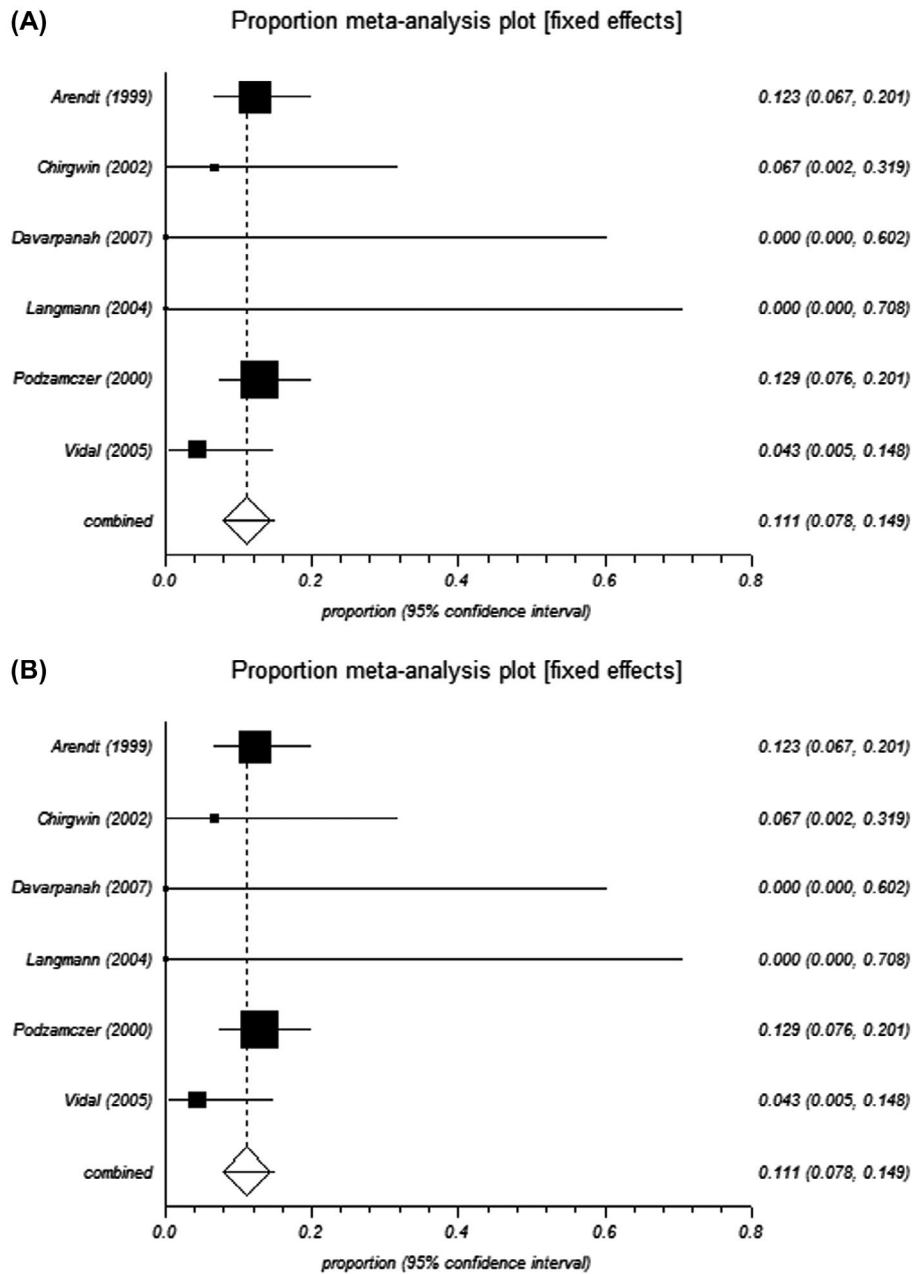 (A) Proportion meta-analysis plot [fixed effects]
Arendt (1999) 0.123 (0.067, 0.201)
Chirgwin (2002) 0.067 (0.002, 0.319)
Davarpanah (2007) 0.000 (0.000, 0.602)
Langmann (2004) 0.000 (0.000, 0.708)
Podzamczer (2000) 0.129 (0.076, 0.201)
Vidal (2005) 0.043 (0.005, 0.148)
combined 0.111 (0.078, 0.149)
0.0 0.2 0.4 0.6 0.8
proportion (95% confidence interval)
(B) Proportion meta-analysis plot [fixed effects]
Arendt (1999) 0.123 (0.067, 0.201)
Chirgwin (2002) 0.067 (0.002, 0.319)
Davarpanah (2007) 0.000 (0.000, 0.602)
Langmann (2004) 0.000 (0.000, 0.708)
Podzamczer (2000) 0.129 (0.076, 0.201)
Vidal (2005) 0.043 (0.005, 0.148)
combined 0.111 (0.078, 0.149)
0.0 0.2 0.4 0.6 0.8
proportion (95% confidence interval)